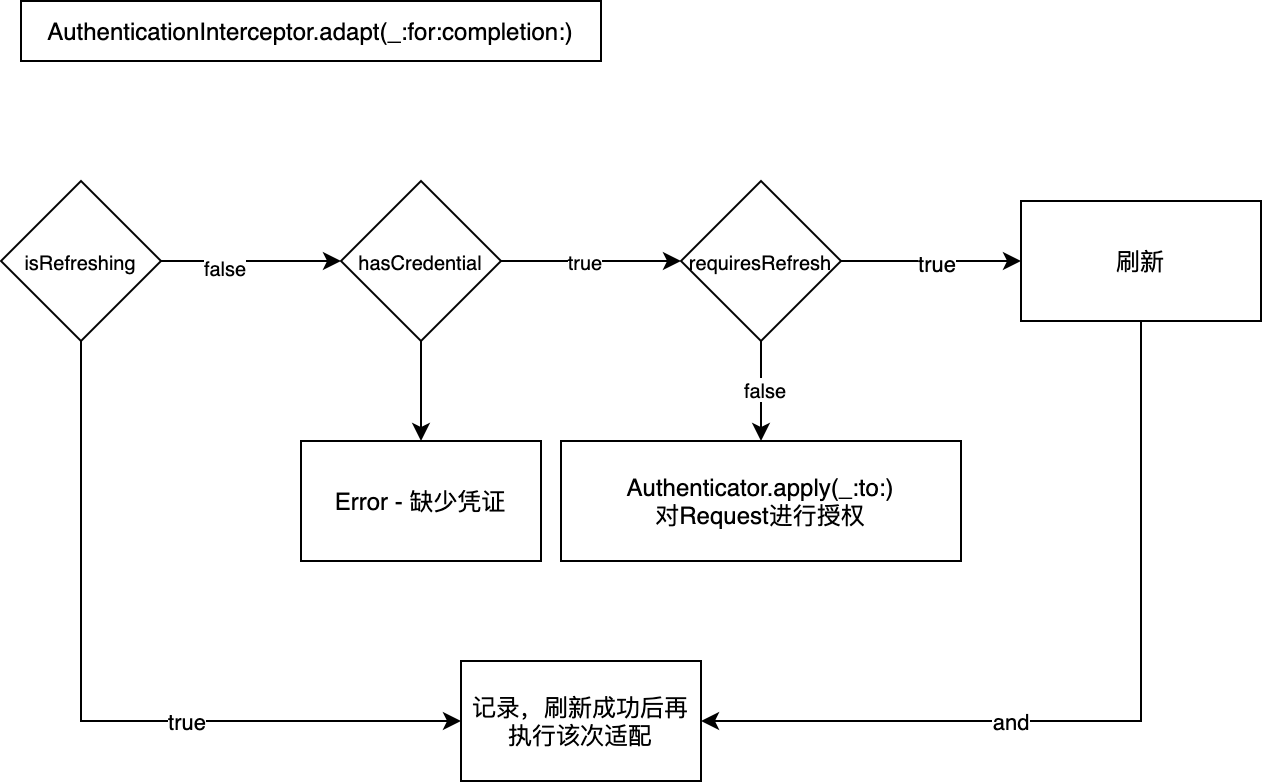 AuthenticationInterceptor.adapt(_:for:completion:)
isRefreshing
false
hasCredential
true
requiresRefresh
true
刷新
false
Error - 缺少凭证
Authenticator.apply(_:to:)
对Request进行授权
记录，刷新成功后再
执行该次适配
true
and